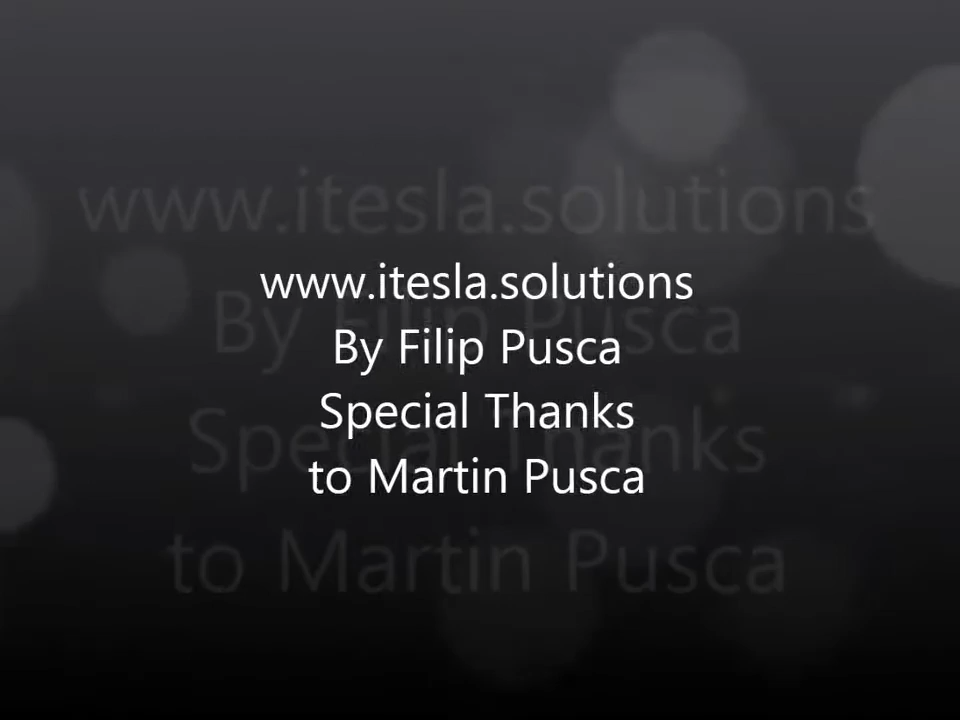 www.itesla.solutions
By Filip Pusca
Special Thanks
to Martin Pusca